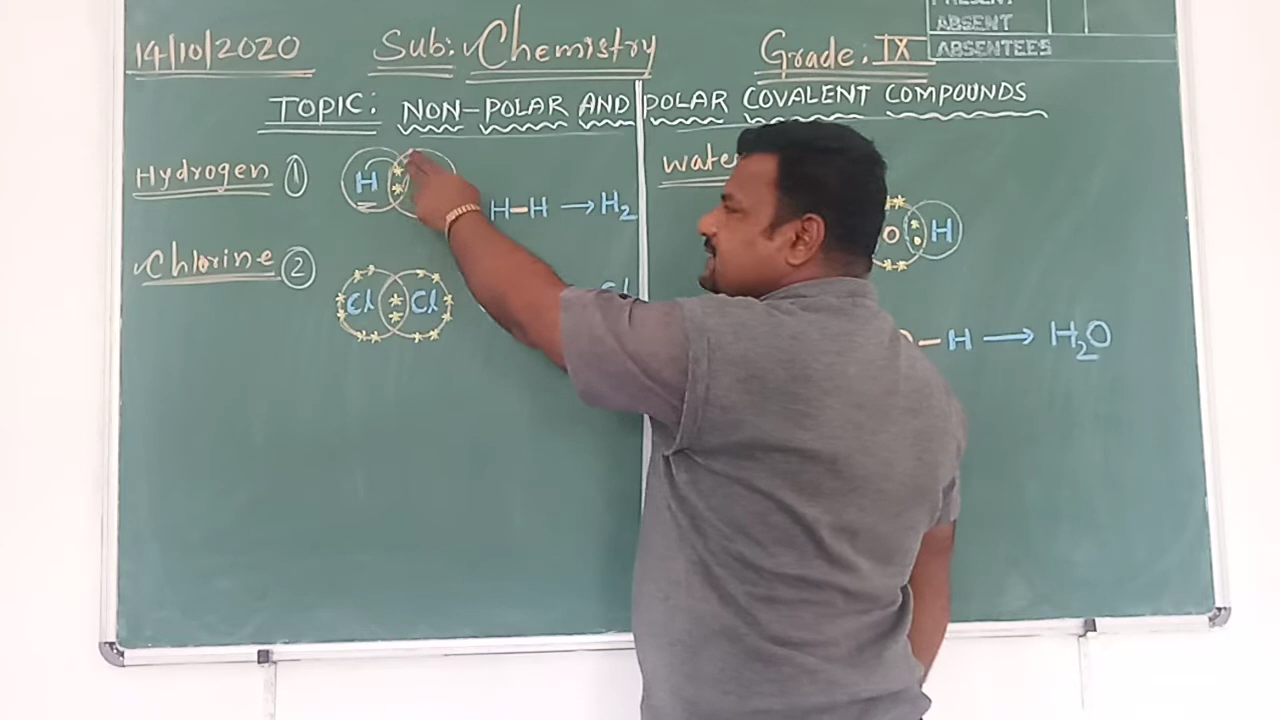 PRESENT
ABSENT
ABSENTEES
14/10/2020 Sub: Chemistry Grade: IX
TOPIC: NON-POLAR AND POLAR COVALENT COMPOUNDS
Hydrogen ①
H
H–H → H₂
Chlorine ②
Cl Cl
Cl
water
O H
– H → H₂O